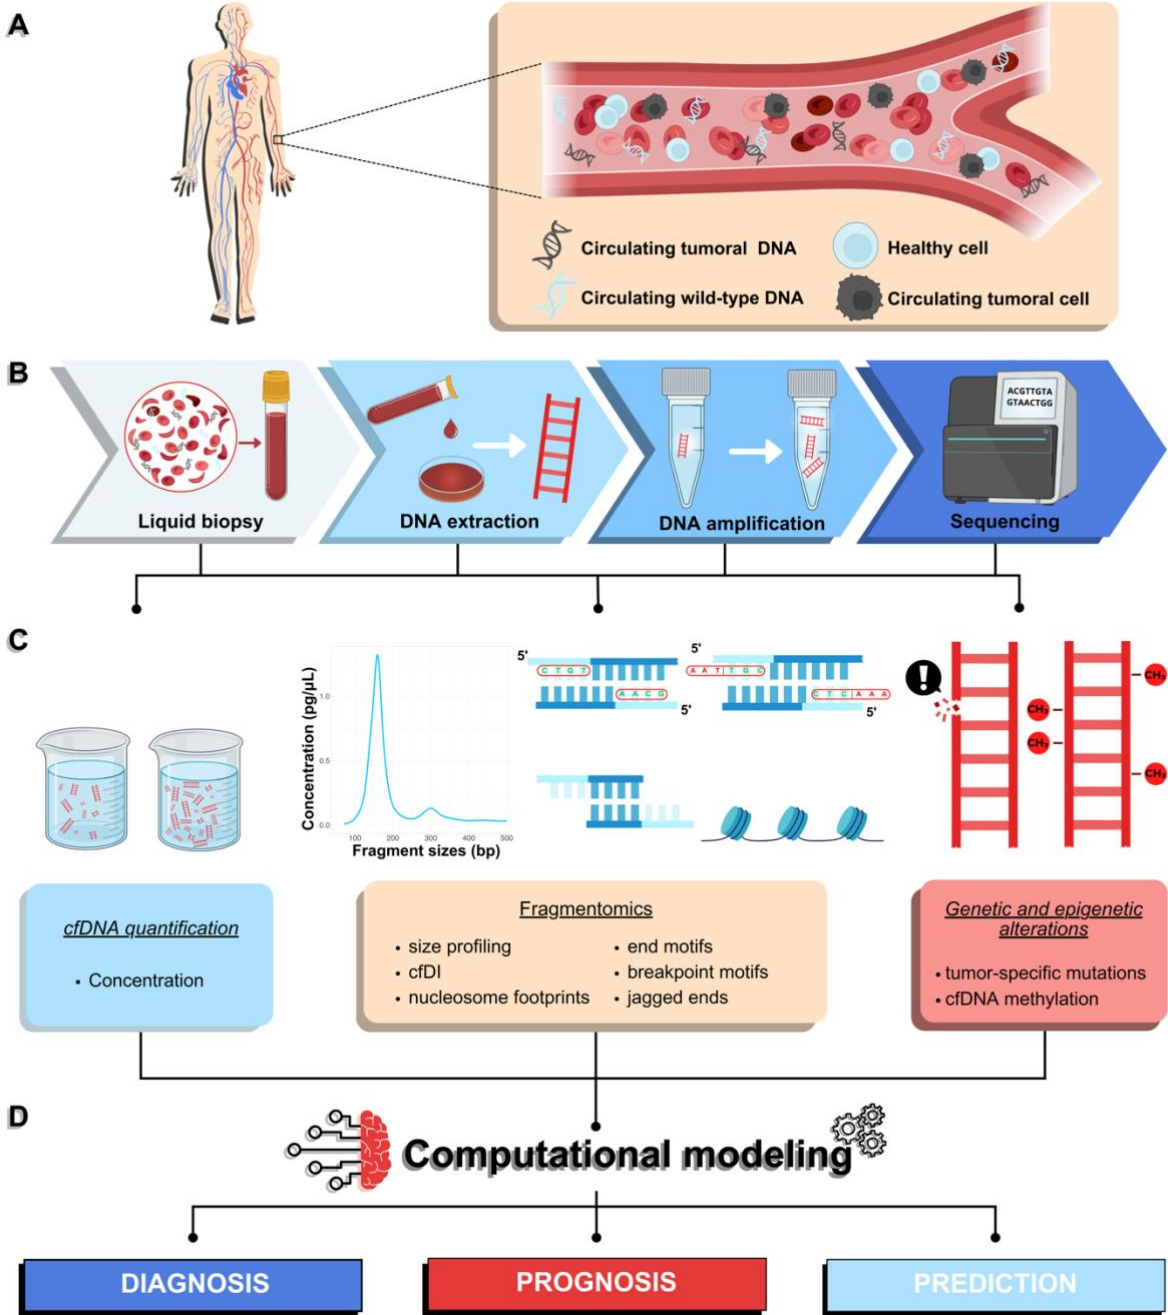 A
Circulating tumoral DNA
Healthy cell
Circulating wild-type DNA
Circulating tumoral cell
B
ACGTTGTA
GTAACTGG
Liquid biopsy
DNA extraction
DNA amplification
Sequencing
C
Concentration (pg/µL)
1.0
0.5
0.0
100
200
300
400
500
Fragment sizes (bp)
5'
C T G T
A A C G
5'
5'
A A T T G C
C T C A A A
5'
!
CH₃
CH₃
CH₃
CH₃
cfDNA quantification
• Concentration
Fragmentomics
• size profiling
• cfDI
• nucleosome footprints
• end motifs
• breakpoint motifs
• jagged ends
Genetic and epigenetic
alterations
• tumor-specific mutations
• cfDNA methylation
D
Computational modeling
DIAGNOSIS
PROGNOSIS
PREDICTION